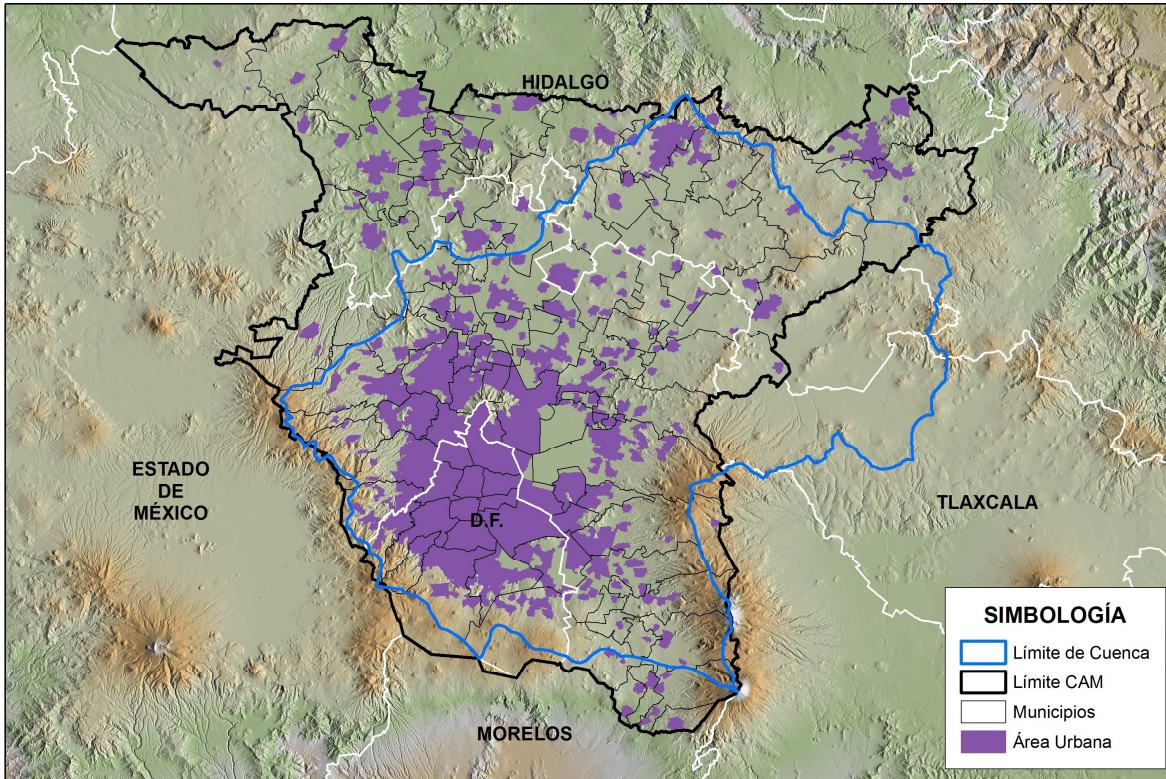 HIDALGO
ESTADO
DE
MÉXICO
D.F.
TLAXCALA
MORELOS
SIMBOLOGÍA
Límite de Cuenca
Límite CAM
Municipios
Área Urbana